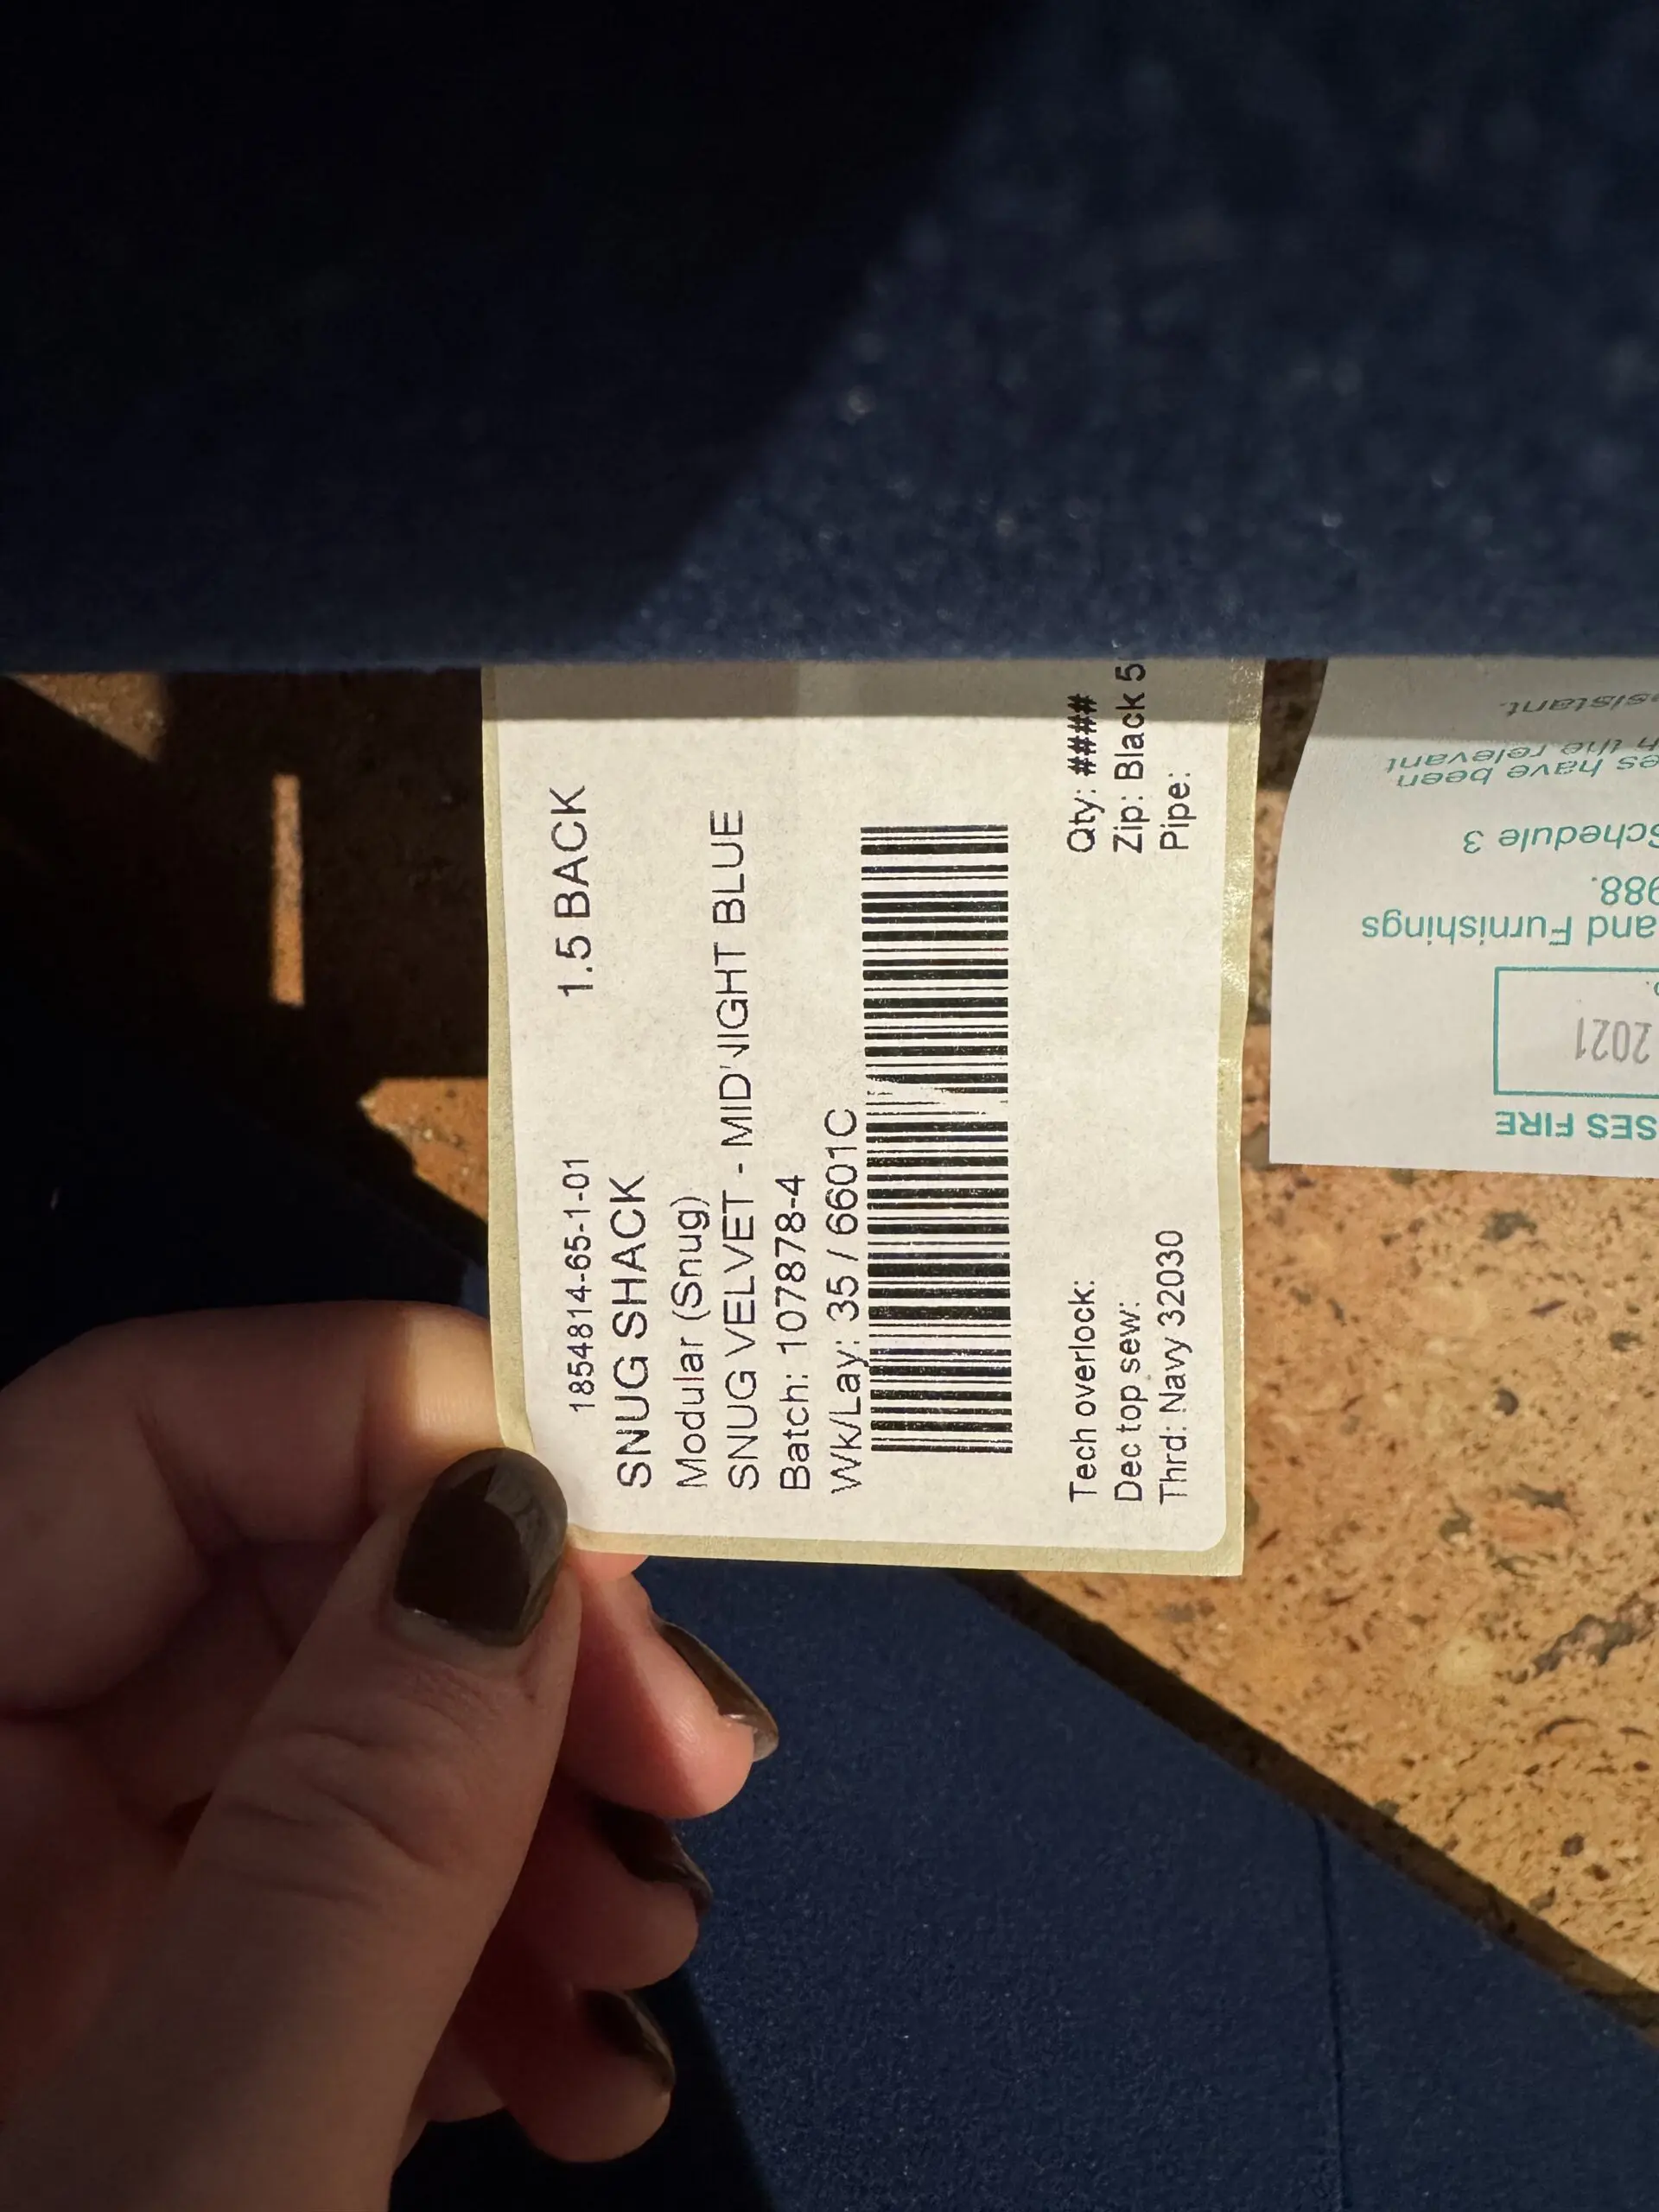 1854814-65-1-01 1.5 BACK
SNUG SHACK
Modular (Snug)
SNUG VELVET - MIDNIGHT BLUE
Batch: 107878-4
Wk/Lay: 35 / 6601C
Tech overlock: Qty: ####
Dec top sew: Zip: Black 5
Thrd: Navy 32030 Pipe:
SES FIRE
2021
and Furnishings
988.
Schedule 3
es have been
n the relevant
esistant.